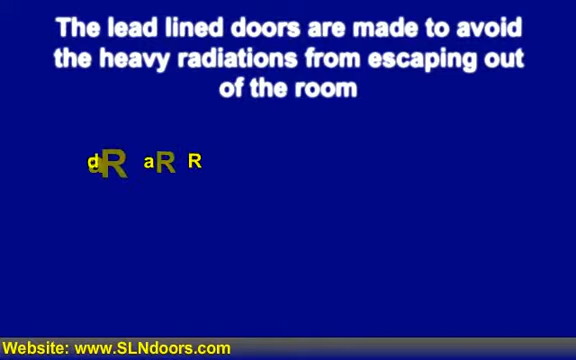 The lead lined doors are made to avoid
the heavy radiations from escaping out
of the room
Website: www.SLNdoors.com